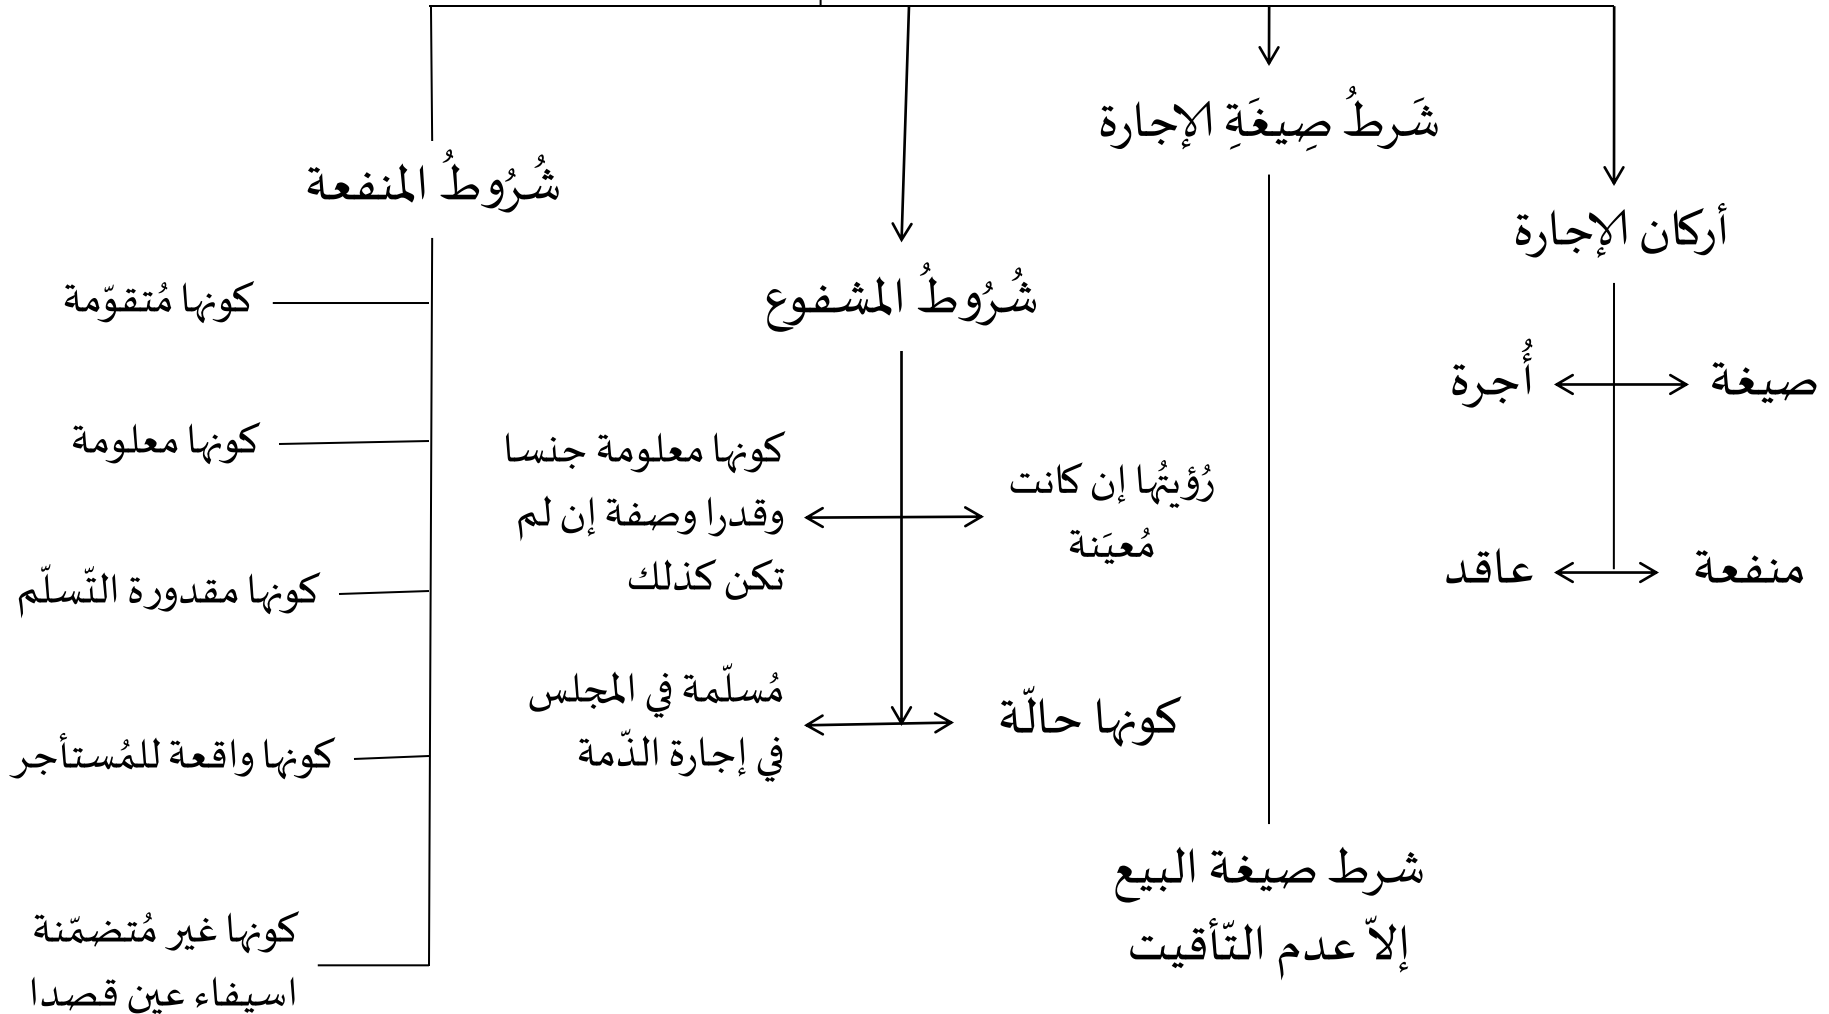 أركان الإجارة
صيغة
أُجرة
منفعة
عاقد
شَرطُ صِيغَةِ الإجارة
شرط صيغة البيع
إلاّ عدم التّأقيت
شُرُوطُ المشفوع
رُؤيتُها إن كانت
مُعيَنة
كونها معلومة جنسا
وقدرا وصفة إن لم
تكن كذلك
كونها حالّة
مُسلّمة في المجلس
في إجارة الذّمة
شُرُوطُ المنفعة
كونها مُتقوّمة
كونها معلومة
كونها مقدورة التّسلّم
كونها واقعة للمُستأجر
كونها غير مُتضمّنة
اسيفاء عين قصدا